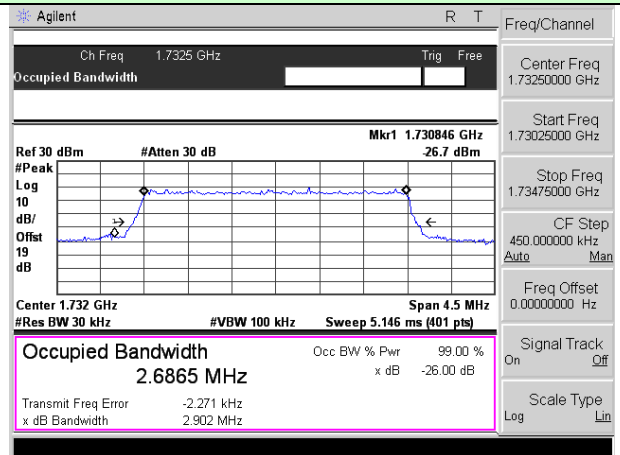 Agilent R T
Ch Freq 1.7325 GHz Trig Free
Occupied Bandwidth
Mkr1 1.730846 GHz
Ref 30 dBm #Atten 30 dB -26.7 dBm
#Peak
Log
10
dB/
Offst
19
dB
1
Center 1.732 GHz Span 4.5 MHz
#Res BW 30 kHz #VBW 100 kHz Sweep 5.146 ms (401 pts)
Occupied Bandwidth Occ BW % Pwr 99.00 %
2.6865 MHz x dB -26.00 dB
Transmit Freq Error -2.271 kHz
x dB Bandwidth 2.902 MHz
Freq/Channel
Center Freq
1.73250000 GHz
Start Freq
1.73025000 GHz
Stop Freq
1.73475000 GHz
CF Step
450.000000 kHz
Auto Man
Freq Offset
0.00000000 Hz
Signal Track
On Off
Scale Type
Log Lin